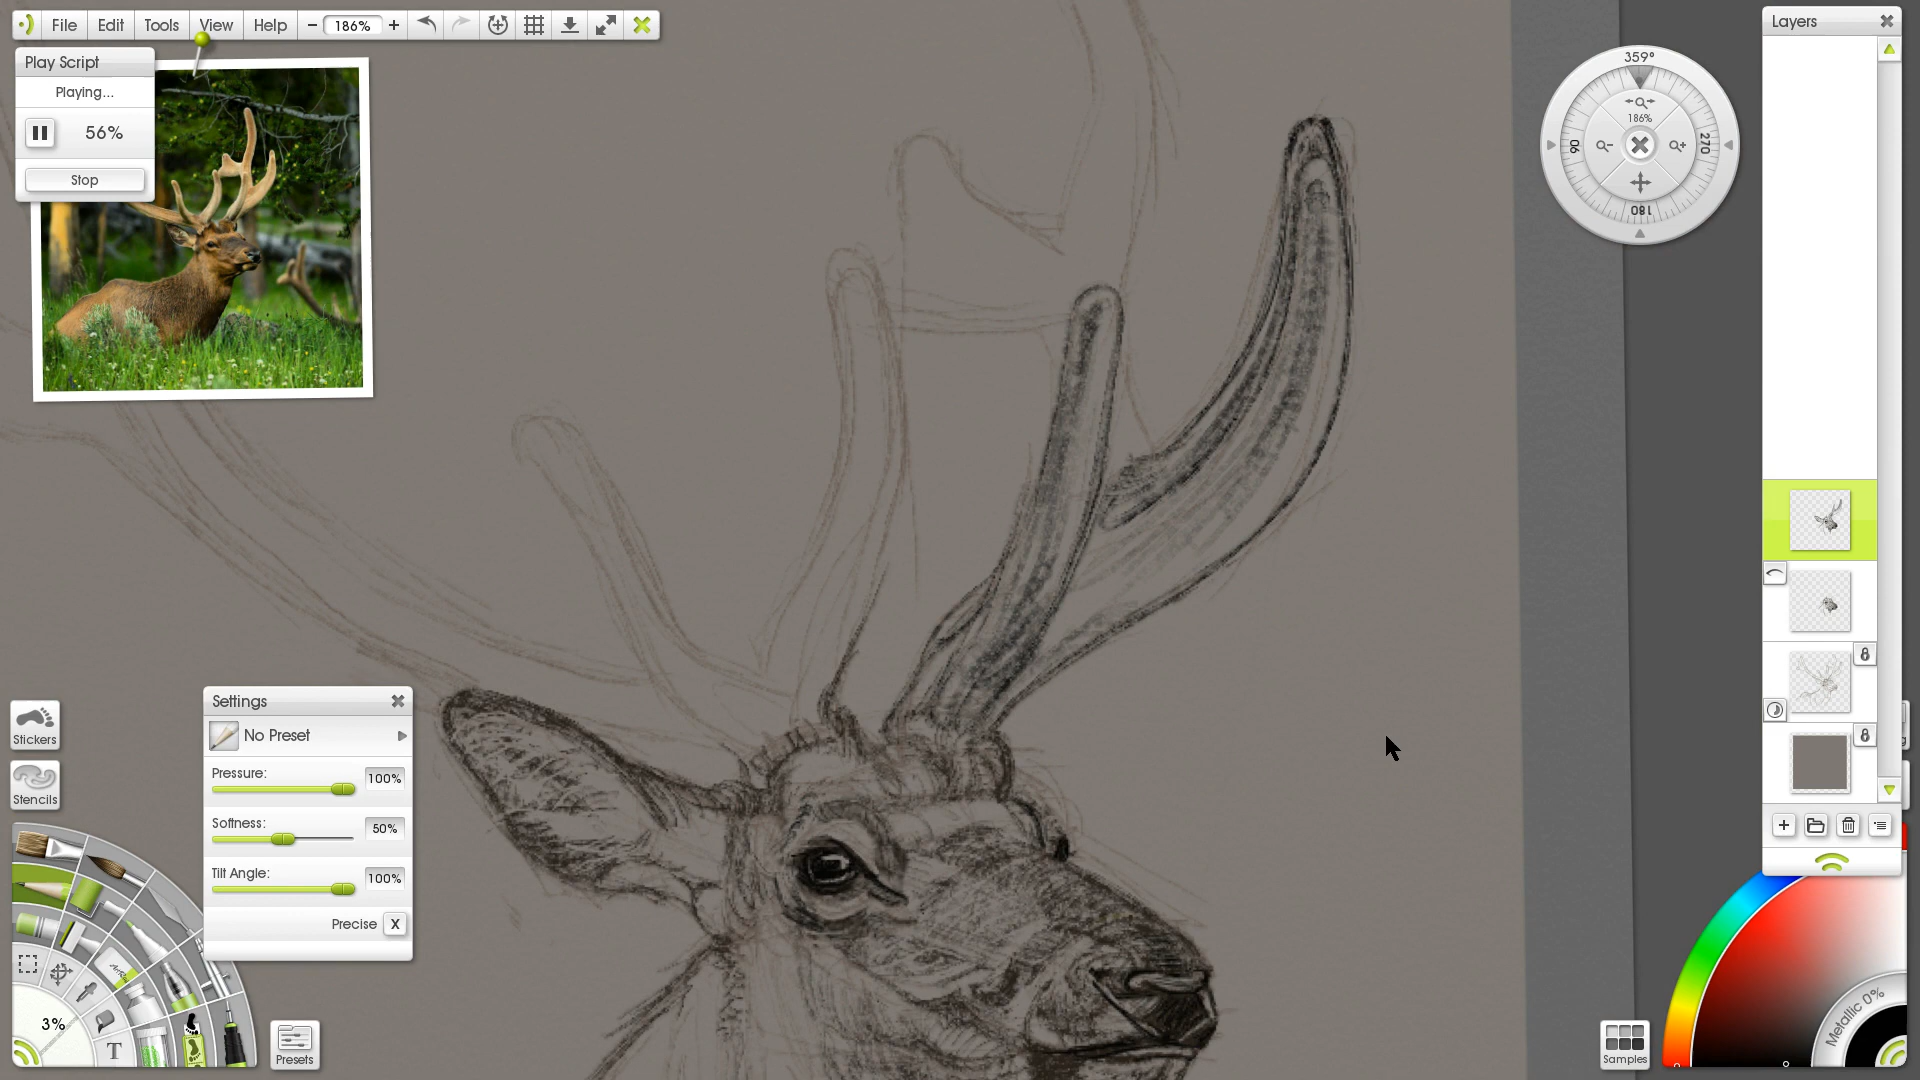 File Edit Tools View Help − 186% +
Play Script
Playing...
56%
Stop
359°
186%
90
270
180
Layers
Stickers
Stencils
Settings
No Preset
Pressure: 100%
Softness: 50%
Tilt Angle: 100%
Precise X
3%
T
Presets
Samples
Metallic 0%